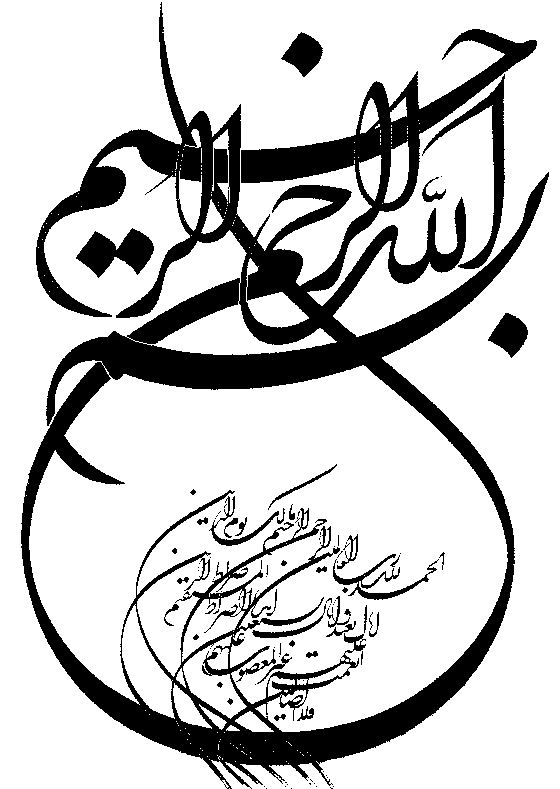 بسم الله الرحمن الرحیم
الحمد لله رب العالمین
الرحمن الرحیم مالک یوم الدین
ایاک نعبد و ایاک نستعین
اهدنا الصراط المستقیم
صراط الذین
انعمت علیهم
غیر المغضوب علیهم
ولا الضالین